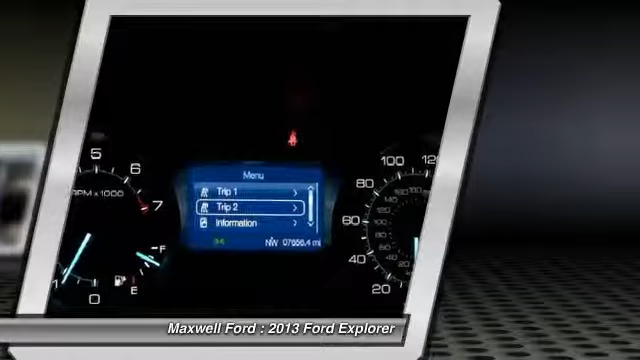 5
6
RPM x 1000
7
F
E
0
Menu
Trip 1
Trip 2
Information
NW 07656.4 mi
100
120
80
60
40
20
Maxwell Ford : 2013 Ford Explorer